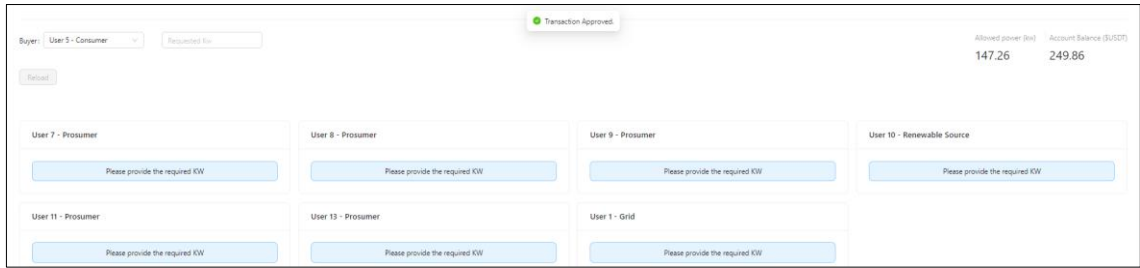 Transaction Approved.
Buyer: User 5 - Consumer Requested Kw
Allowed power (kw) Account Balance ($USDT)
147.26 249.86
Reload
User 7 - Prosumer User 8 - Prosumer User 9 - Prosumer User 10 - Renewable Source
Please provide the required KW Please provide the required KW Please provide the required KW Please provide the required KW
User 11 - Prosumer User 13 - Prosumer User 1 - Grid
Please provide the required KW Please provide the required KW Please provide the required KW